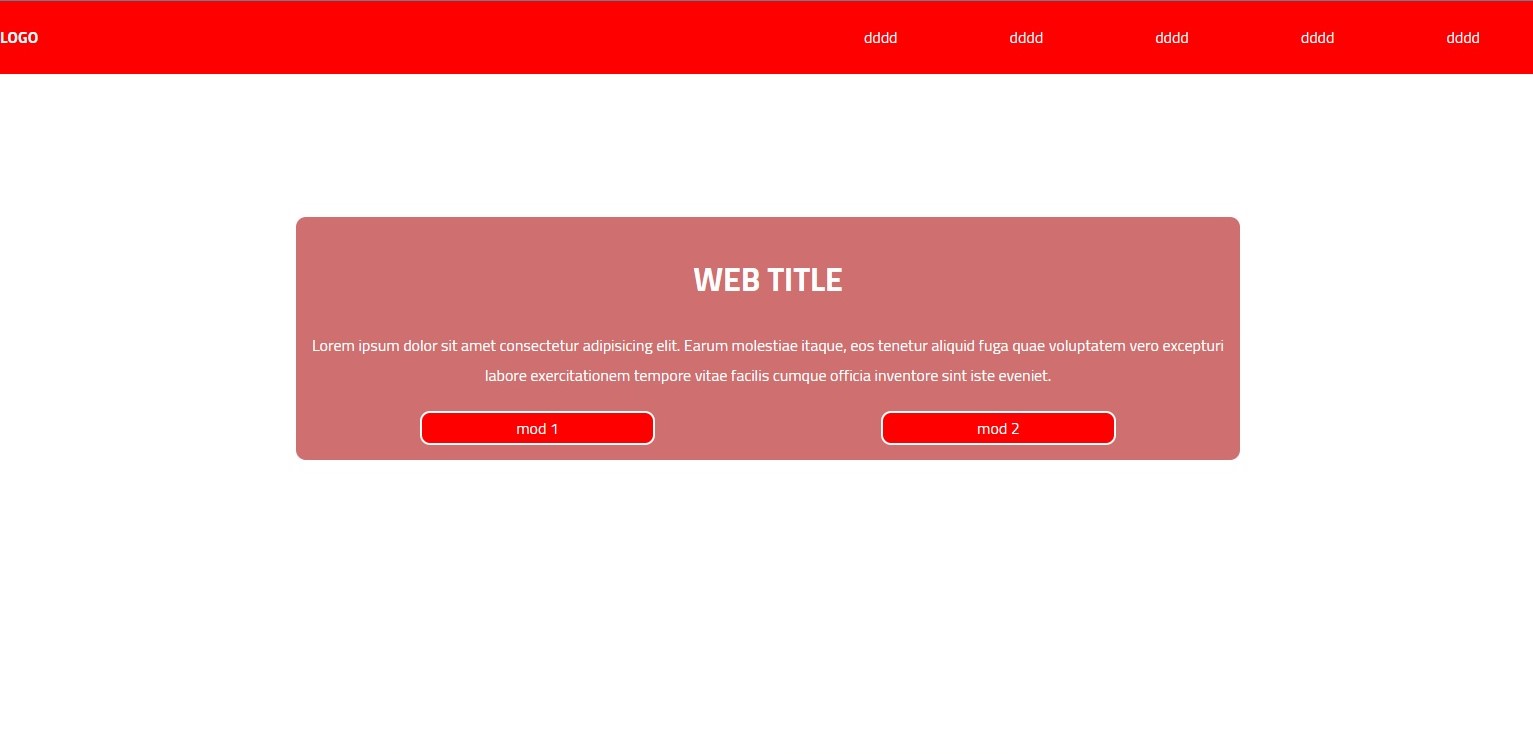 LOGO dddd dddd dddd dddd dddd
WEB TITLE
Lorem ipsum dolor sit amet consectetur adipisicing elit. Earum molestiae itaque, eos tenetur aliquid fuga quae voluptatem vero excepturi
labore exercitationem tempore vitae facilis cumque officia inventore sint iste eveniet.
mod 1 mod 2